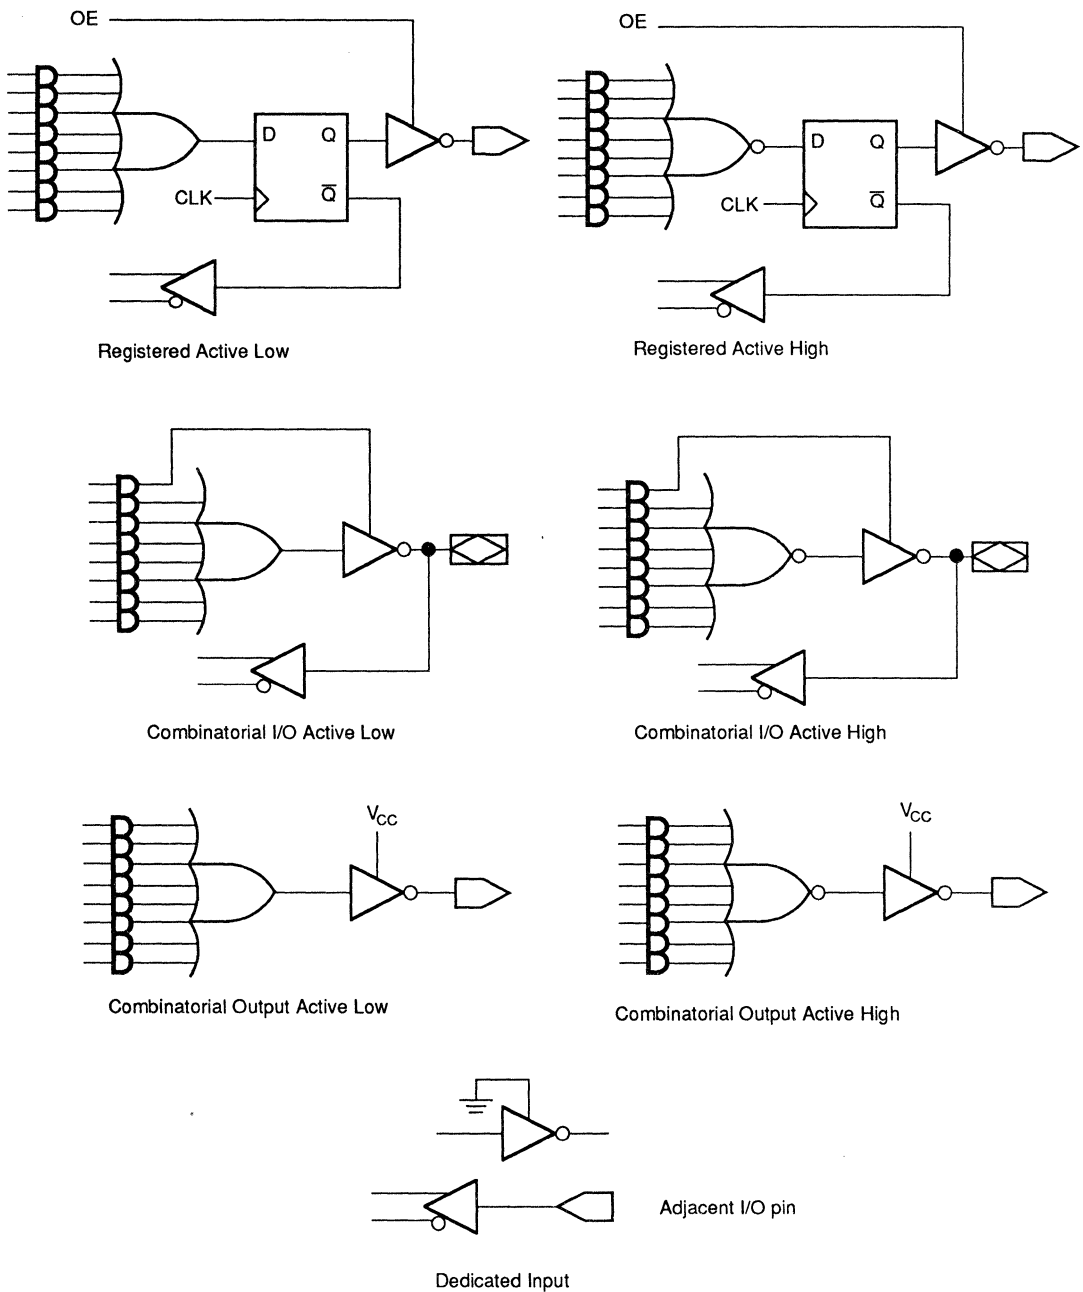 OE
D Q
CLK Q̅
Registered Active Low
OE
D Q
CLK Q̅
Registered Active High
Combinatorial I/O Active Low
Combinatorial I/O Active High
VCC
Combinatorial Output Active Low
VCC
Combinatorial Output Active High
Adjacent I/O pin
Dedicated Input